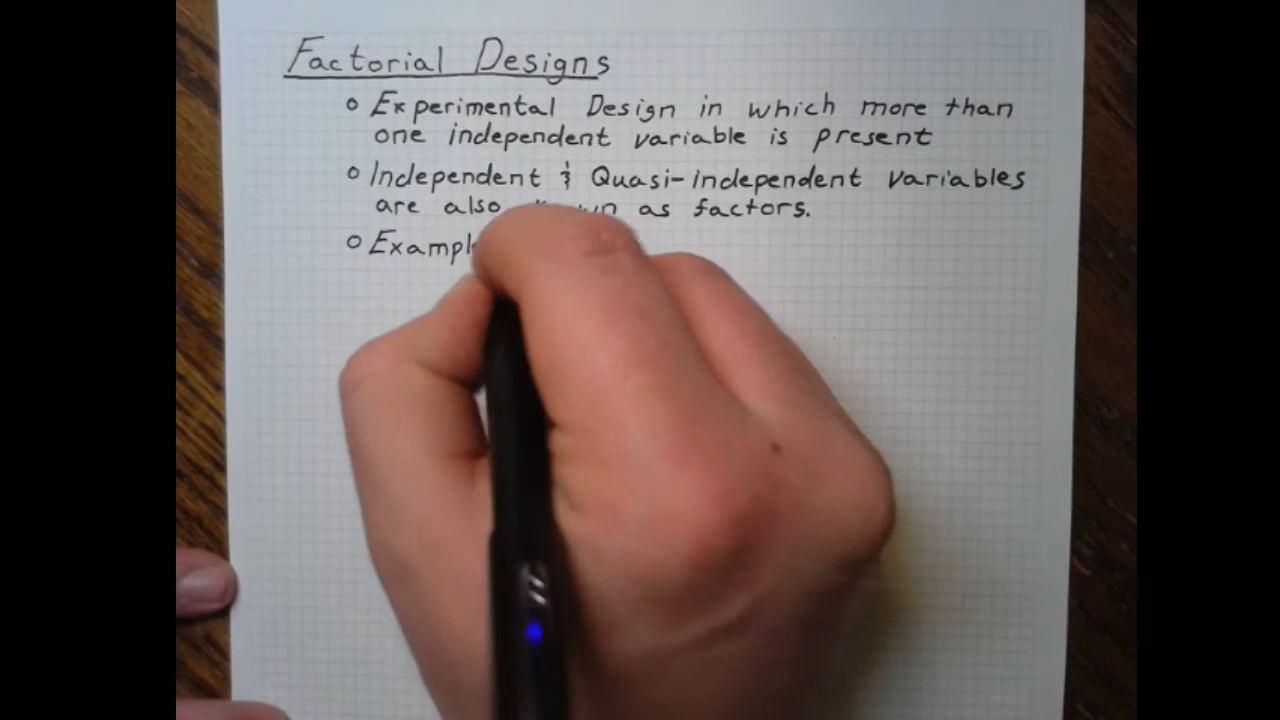 Factorial Designs
o Experimental Design in which more than
one independent variable is present
o Independent & Quasi-independent variables
are also known as factors.
o Exampl